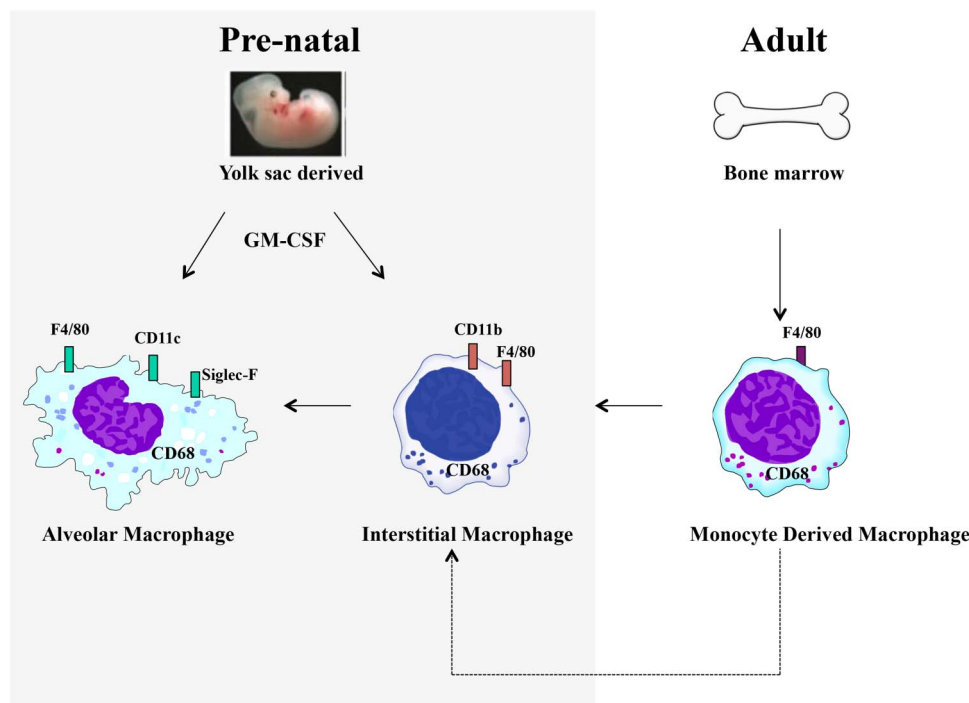 Pre-natal
Adult
Yolk sac derived
Bone marrow
GM-CSF
F4/80
CD11c
Siglec-F
CD68
CD11b
F4/80
CD68
F4/80
CD68
Alveolar Macrophage
Interstitial Macrophage
Monocyte Derived Macrophage